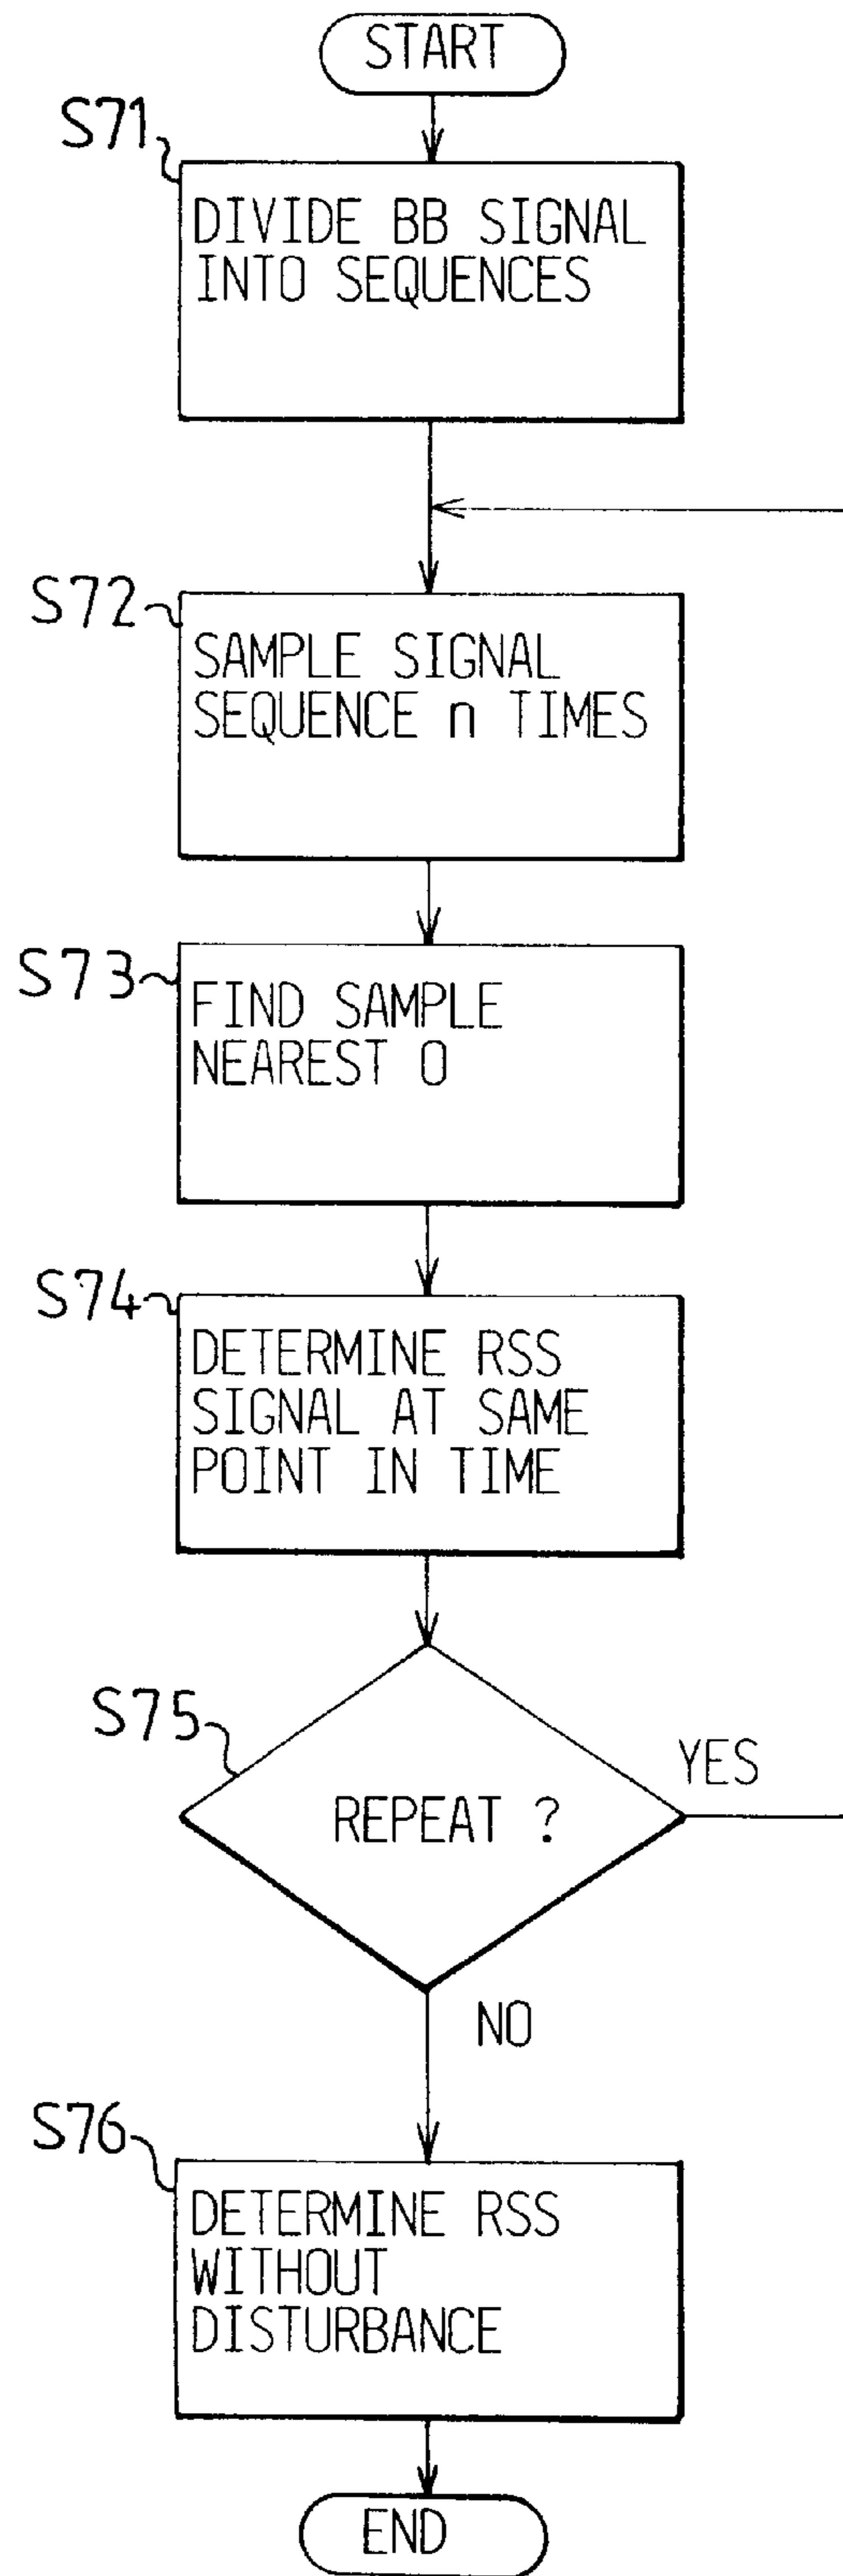 START
S71
DIVIDE BB SIGNAL
INTO SEQUENCES
S72
SAMPLE SIGNAL
SEQUENCE n TIMES
S73
FIND SAMPLE
NEAREST 0
S74
DETERMINE RSS
SIGNAL AT SAME
POINT IN TIME
S75
REPEAT ?
YES
NO
S76
DETERMINE RSS
WITHOUT
DISTURBANCE
END